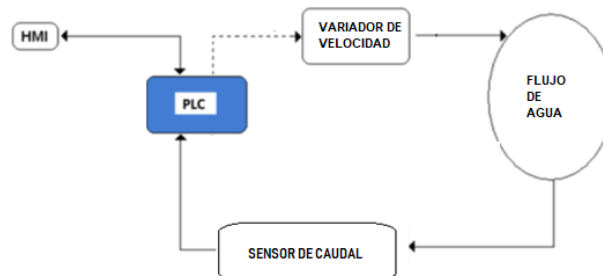 HMI
VARIADOR DE
VELOCIDAD
FLUJO
DE
AGUA
PLC
SENSOR DE CAUDAL